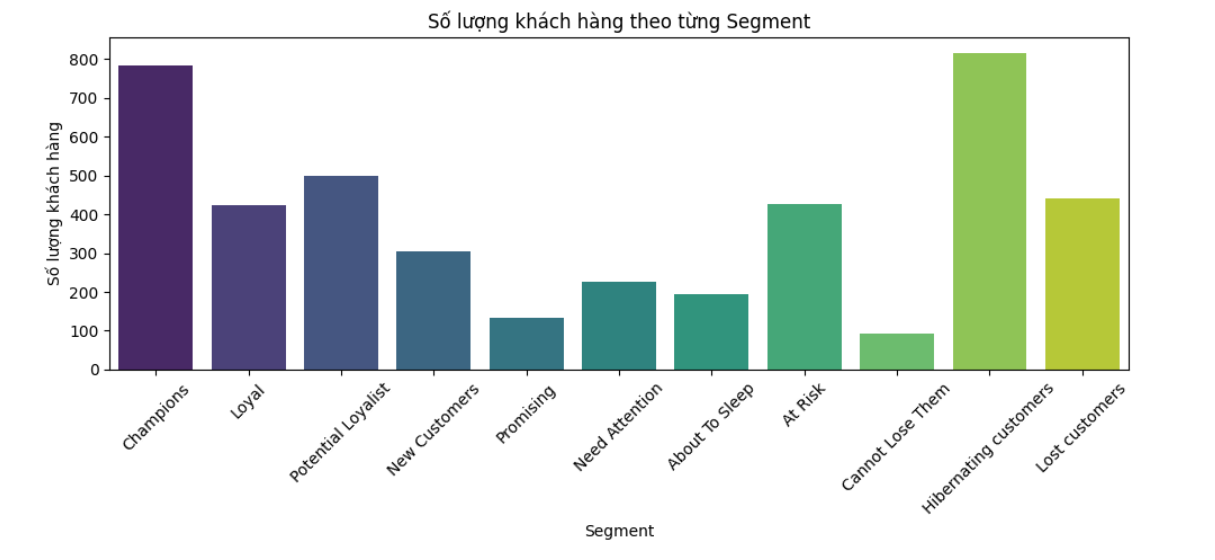 Số lượng khách hàng theo từng Segment
Số lượng khách hàng
800
700
600
500
400
300
200
100
0
Champions
Loyal
Potential Loyalist
New Customers
Promising
Need Attention
About To Sleep
At Risk
Cannot Lose Them
Hibernating customers
Lost customers
Segment